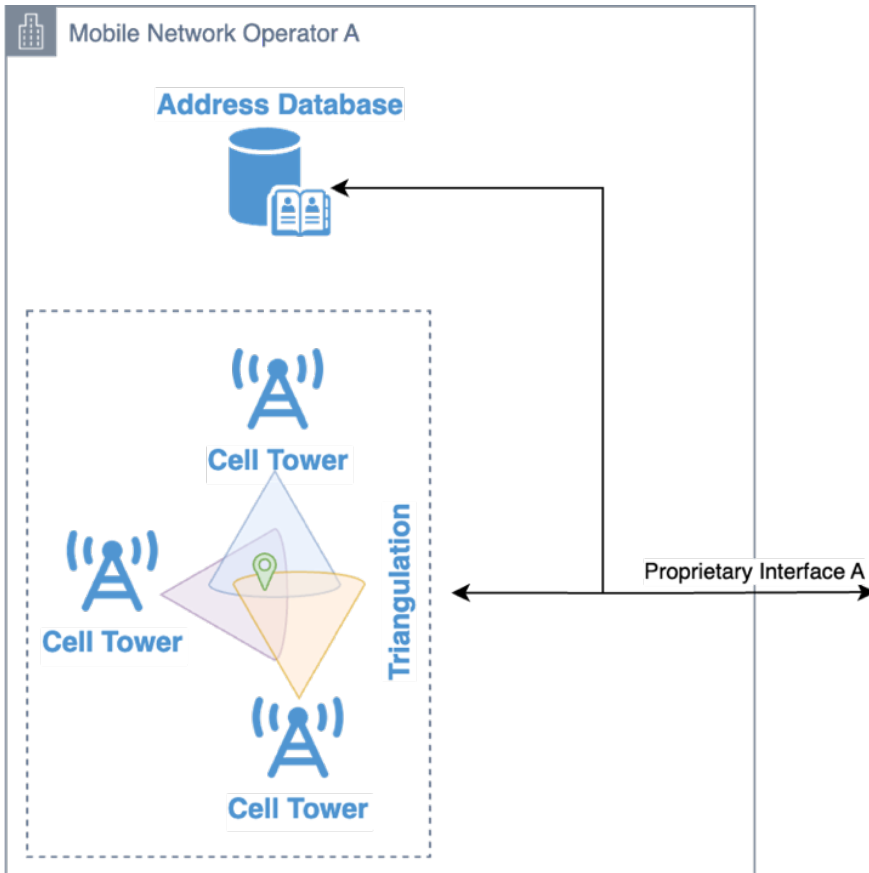 Mobile Network Operator A
Address Database
Cell Tower
Triangulation
Proprietary Interface A
Cell Tower
Cell Tower